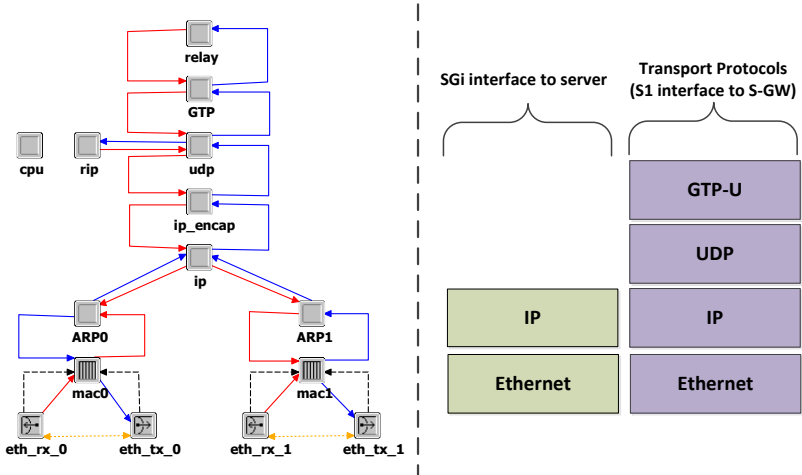 relay
GTP
cpu
rip
udp
ip_encap
ip
ARP0
ARP1
mac0
mac1
eth_rx_0
eth_tx_0
eth_rx_1
eth_tx_1
SGi interface to server
Transport Protocols
(S1 interface to S-GW)
GTP-U
UDP
IP
IP
Ethernet
Ethernet